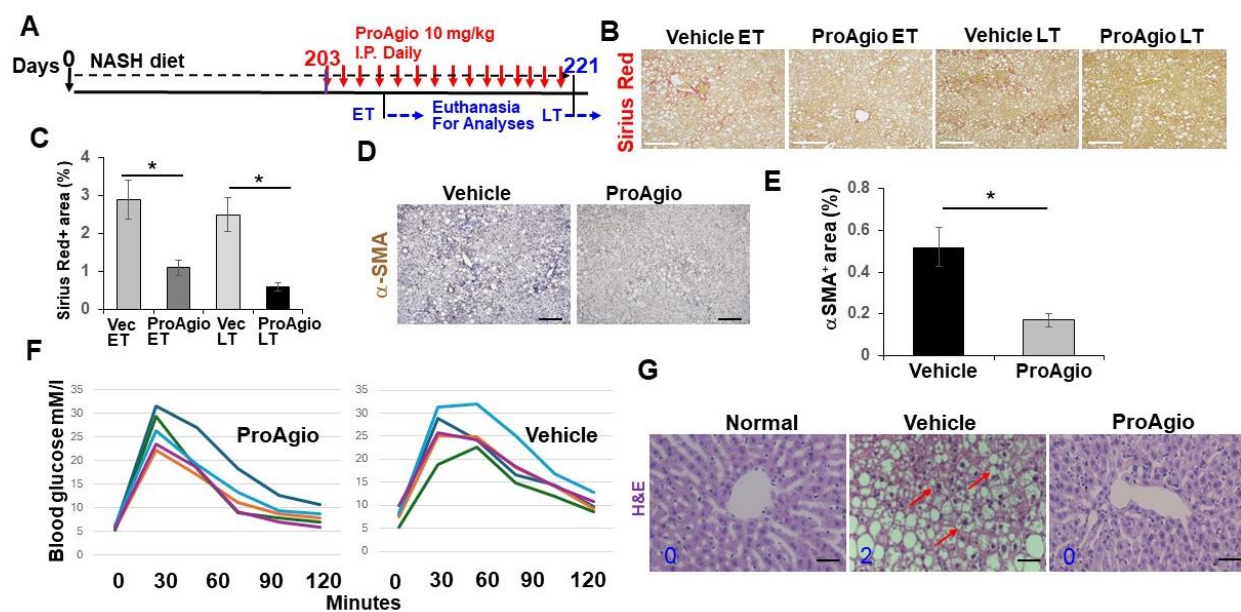 A
Days 0 NASH diet
203
ProAgio 10 mg/kg
I.P. Daily
221
ET
Euthanasia
For Analyses
LT
B
Vehicle ET ProAgio ET Vehicle LT ProAgio LT
Sirius Red
C
Sirius Red+ area (%)
4
3
2
1
0
* *
Vec ProAgio Vec ProAgio
ET ET LT LT
D
Vehicle ProAgio
α-SMA
E
αSMA+ area (%)
0.8
0.6
0.4
0.2
0
*
Vehicle ProAgio
F
Blood glucosemM/l
35
30
25
20
15
10
5
0
ProAgio
35
30
25
20
15
10
5
0
Vehicle
0 30 60 90 120 0 30 60 90 120
Minutes
G
Normal Vehicle ProAgio
H&E
0 2 0